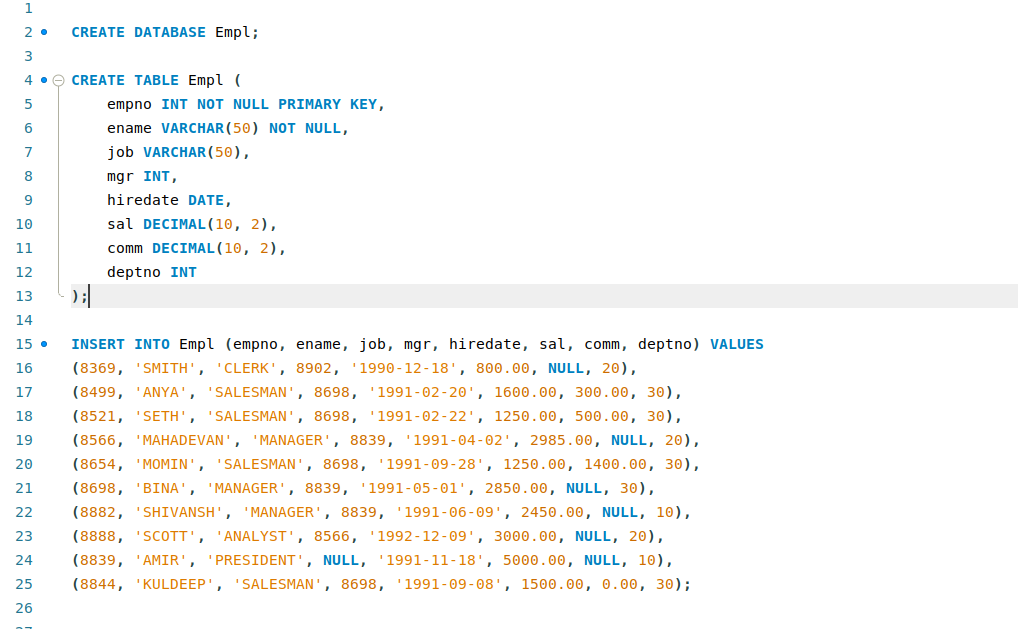 1
2 CREATE DATABASE Empl;
3
4 CREATE TABLE Empl (
5 empno INT NOT NULL PRIMARY KEY,
6 ename VARCHAR(50) NOT NULL,
7 job VARCHAR(50),
8 mgr INT,
9 hiredate DATE,
10 sal DECIMAL(10, 2),
11 comm DECIMAL(10, 2),
12 deptno INT
13 );
14
15 INSERT INTO Empl (empno, ename, job, mgr, hiredate, sal, comm, deptno) VALUES
16 (8369, 'SMITH', 'CLERK', 8902, '1990-12-18', 800.00, NULL, 20),
17 (8499, 'ANYA', 'SALESMAN', 8698, '1991-02-20', 1600.00, 300.00, 30),
18 (8521, 'SETH', 'SALESMAN', 8698, '1991-02-22', 1250.00, 500.00, 30),
19 (8566, 'MAHADEVAN', 'MANAGER', 8839, '1991-04-02', 2985.00, NULL, 20),
20 (8654, 'MOMIN', 'SALESMAN', 8698, '1991-09-28', 1250.00, 1400.00, 30),
21 (8698, 'BINA', 'MANAGER', 8839, '1991-05-01', 2850.00, NULL, 30),
22 (8882, 'SHIVANSH', 'MANAGER', 8839, '1991-06-09', 2450.00, NULL, 10),
23 (8888, 'SCOTT', 'ANALYST', 8566, '1992-12-09', 3000.00, NULL, 20),
24 (8839, 'AMIR', 'PRESIDENT', NULL, '1991-11-18', 5000.00, NULL, 10),
25 (8844, 'KULDEEP', 'SALESMAN', 8698, '1991-09-08', 1500.00, 0.00, 30);
26